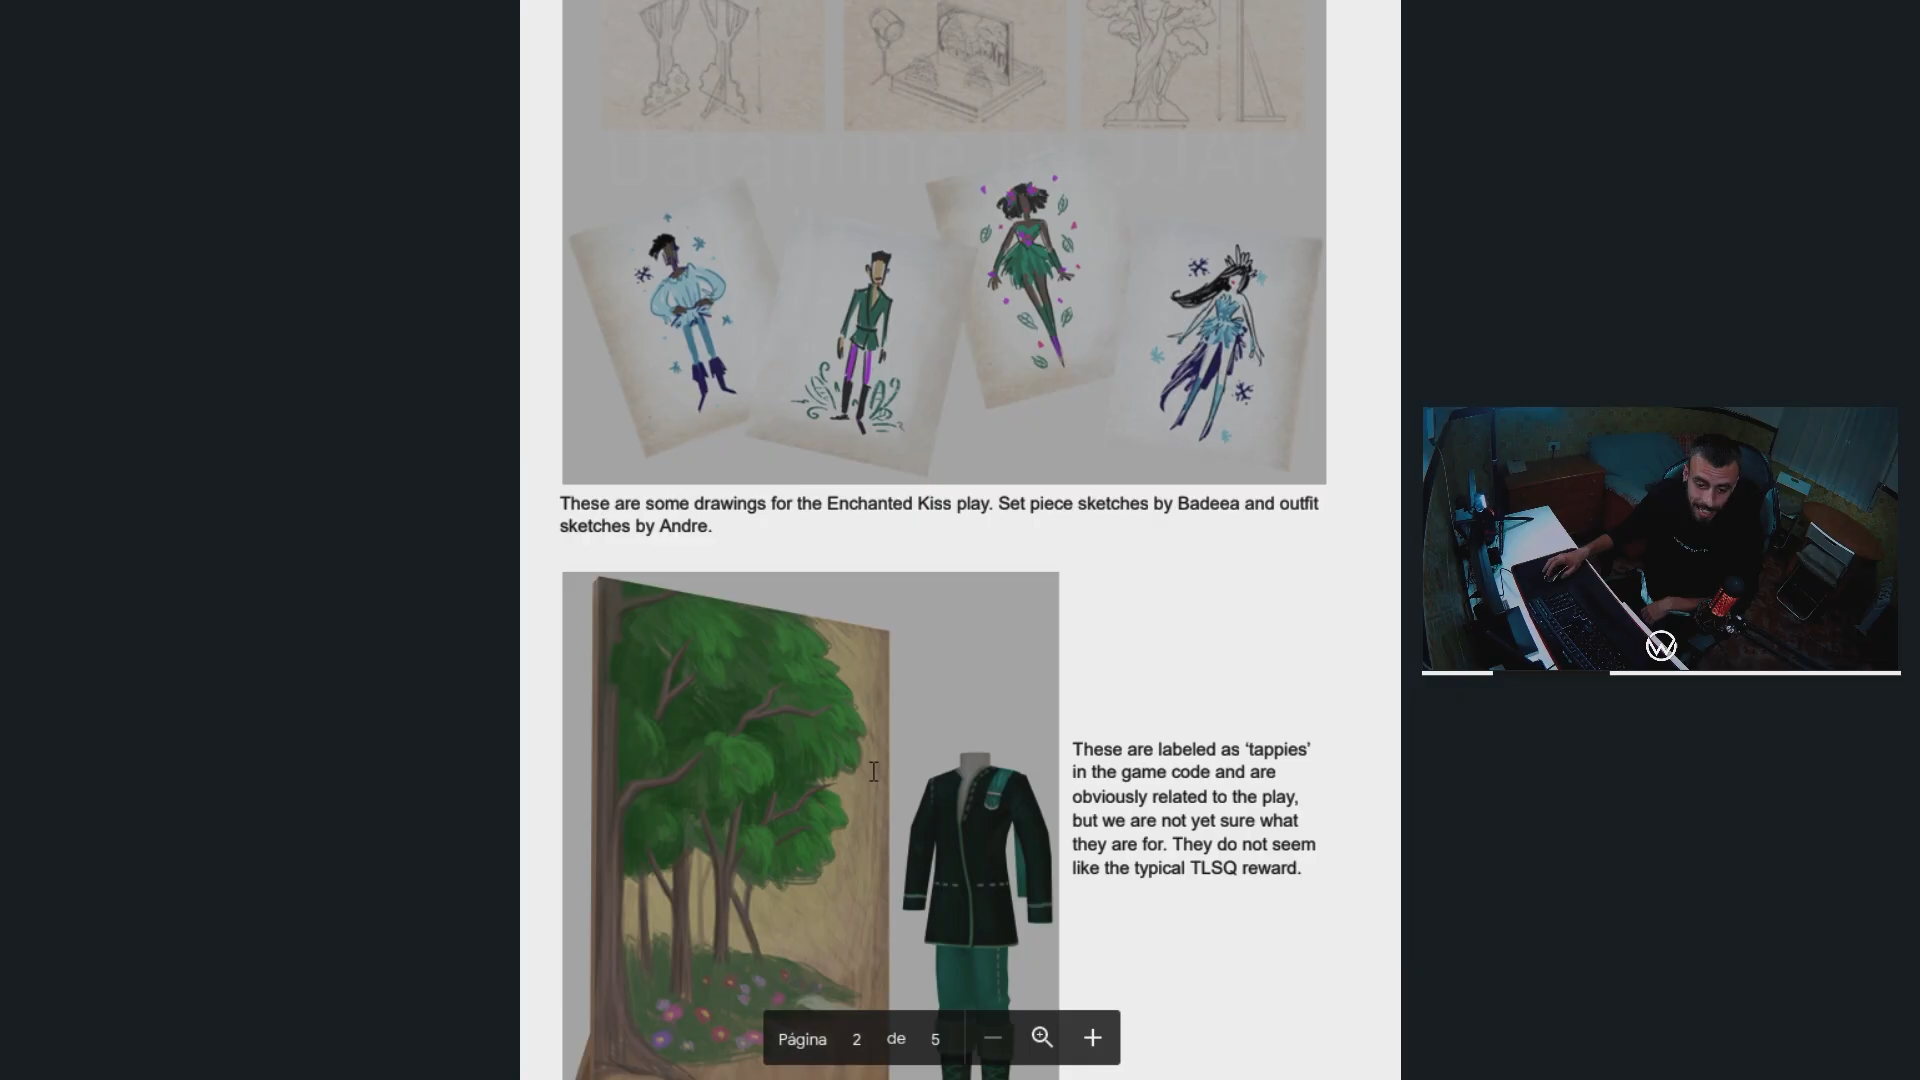 These are some drawings for the Enchanted Kiss play. Set piece sketches by Badeea and outfit
sketches by Andre.
These are labeled as ‘tappies’
in the game code and are
obviously related to the play,
but we are not yet sure what
they are for. They do not seem
like the typical TLSQ reward.
Página 2 de 5